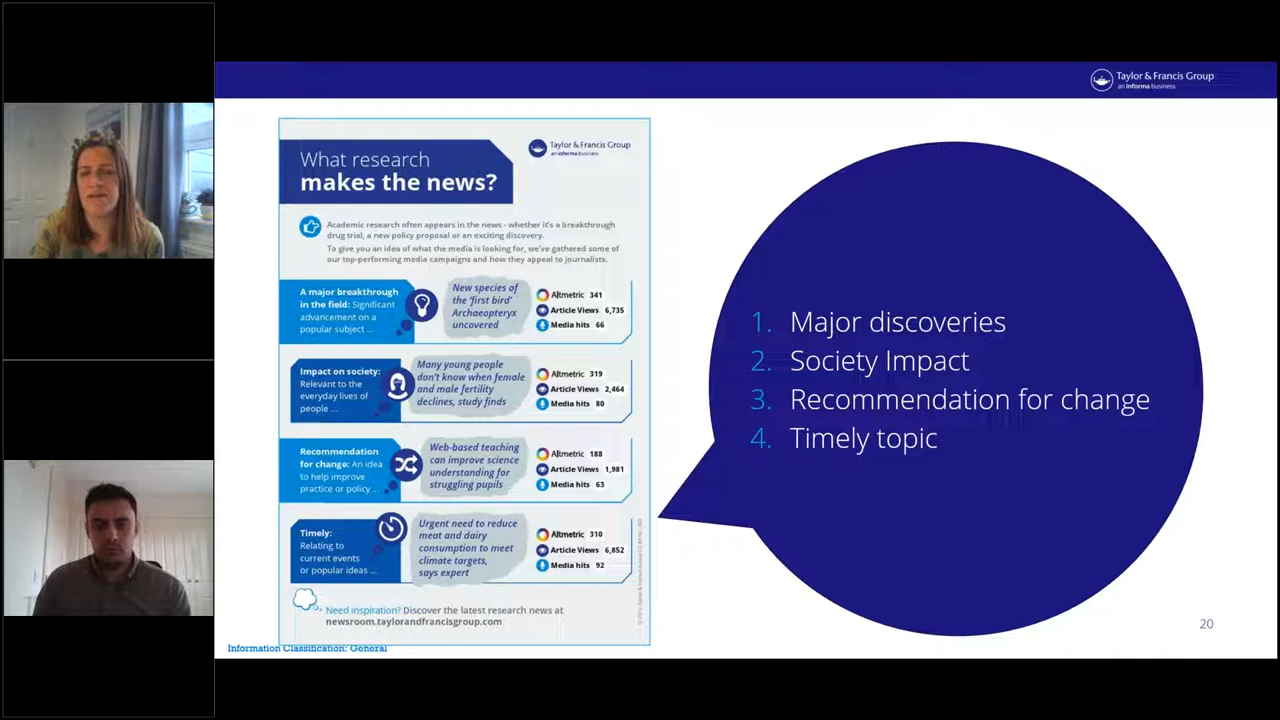 Taylor & Francis Group
an informa business
What research
makes the news?
Taylor & Francis Group
an informa business
Academic research often appears in the news - whether it's a breakthrough
drug trial, a new policy proposal or an exciting discovery.
To give you an idea of what the media is looking for, we've gathered some of
our top-performing media campaigns and how they appeal to journalists.
A major breakthrough
in the field: Significant
advancement on a
popular subject ...
New species of
the 'first bird'
Archaeopteryx
uncovered
Altmetric 341
Article Views 6,735
Media hits 66
Impact on society:
Relevant to the
everyday lives of
people ...
Many young people
don't know when female
and male fertility
declines, study finds
Altmetric 319
Article Views 2,464
Media hits 80
Recommendation
for change: An idea
to help improve
practice or policy ...
Web-based teaching
can improve science
understanding for
struggling pupils
Altmetric 188
Article Views 1,981
Media hits 63
Timely:
Relating to
current events
or popular ideas ...
Urgent need to reduce
meat and dairy
consumption to meet
climate targets,
says expert
Altmetric 310
Article Views 6,852
Media hits 92
Need inspiration? Discover the latest research news at
newsroom.taylorandfrancisgroup.com
1. Major discoveries
2. Society Impact
3. Recommendation for change
4. Timely topic
20
Information Classification: General